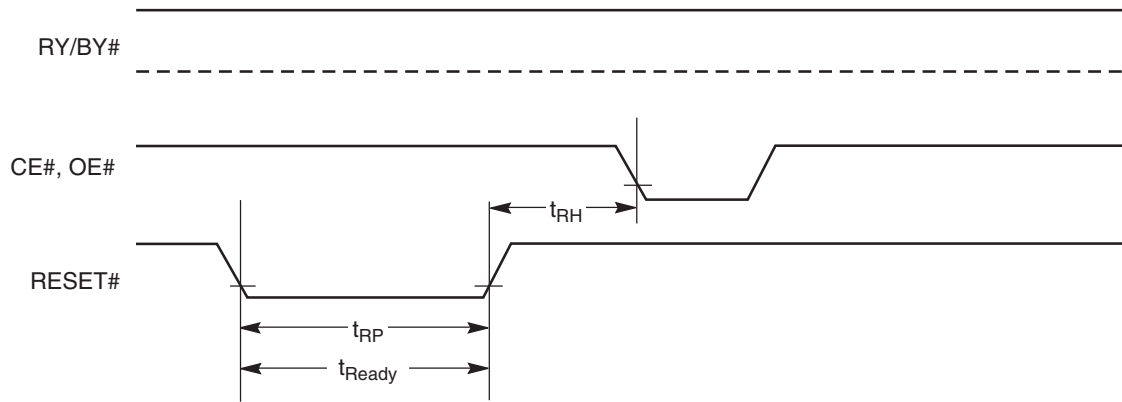 RY/BY#
CE#, OE#
tRH
RESET#
tRP
tReady